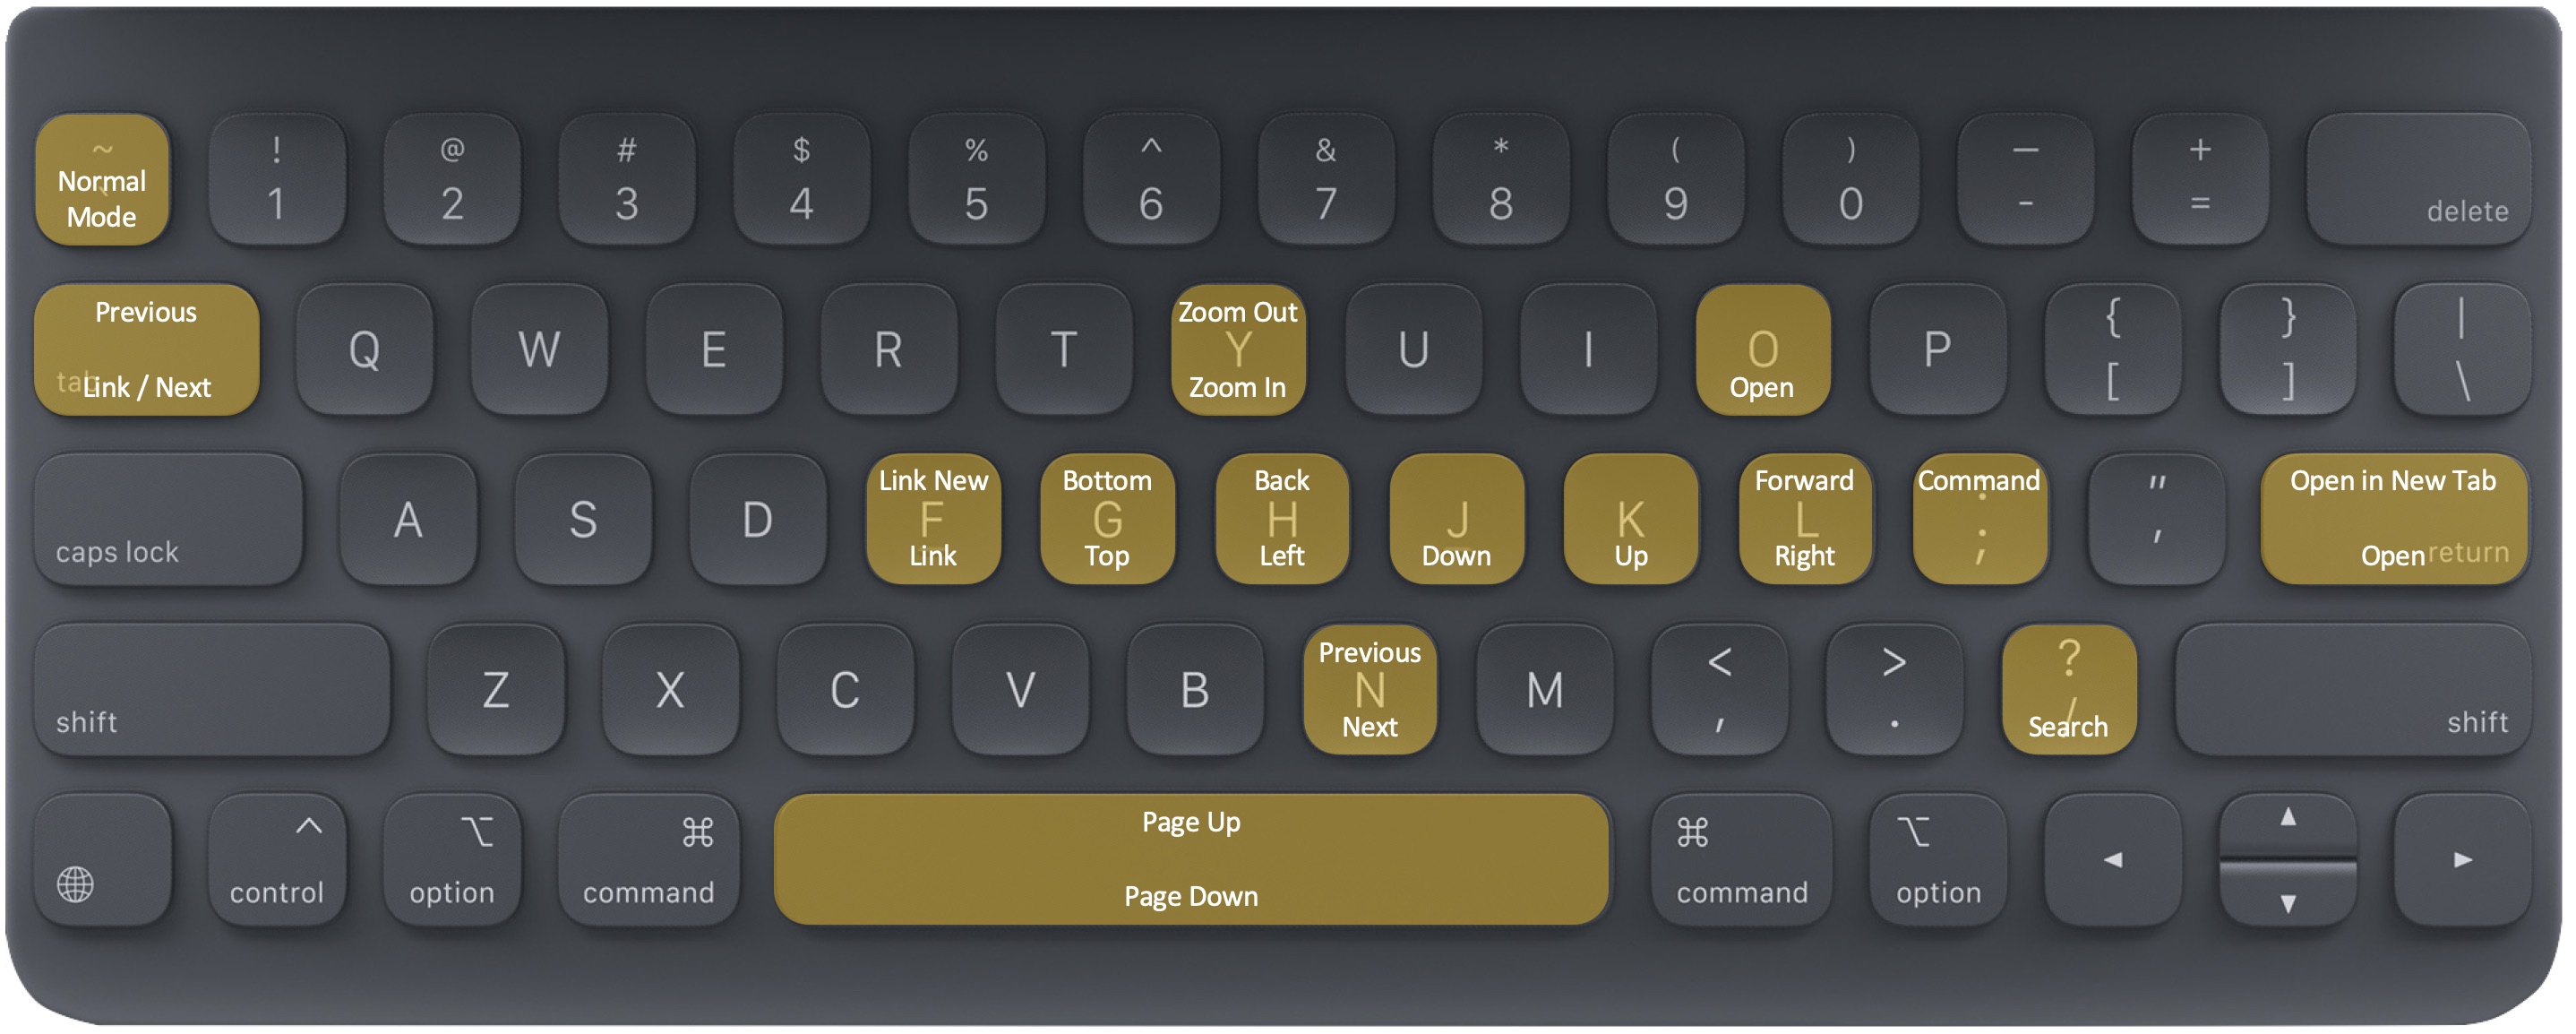 ~
Normal
Mode
!
1
@
2
#
3
$
4
%
5
^
6
&
7
*
8
(
9
)
0
—
-
+
=
delete
Previous
tab
Link / Next
Q
W
E
R
T
Zoom Out
Y
Zoom In
U
I
O
Open
P
{
[
}
]
|
\
caps lock
A
S
D
Link New
F
Link
Bottom
G
Top
Back
H
Left
J
Down
K
Up
Forward
L
Right
Command
:
;
"
'
Open in New Tab
Open return
shift
Z
X
C
V
B
Previous
N
Next
M
<
,
>
.
?
/
Search
shift
^
control
⌥
option
⌘
command
Page Up
Page Down
⌘
command
⌥
option
◀
▲
▼
▶